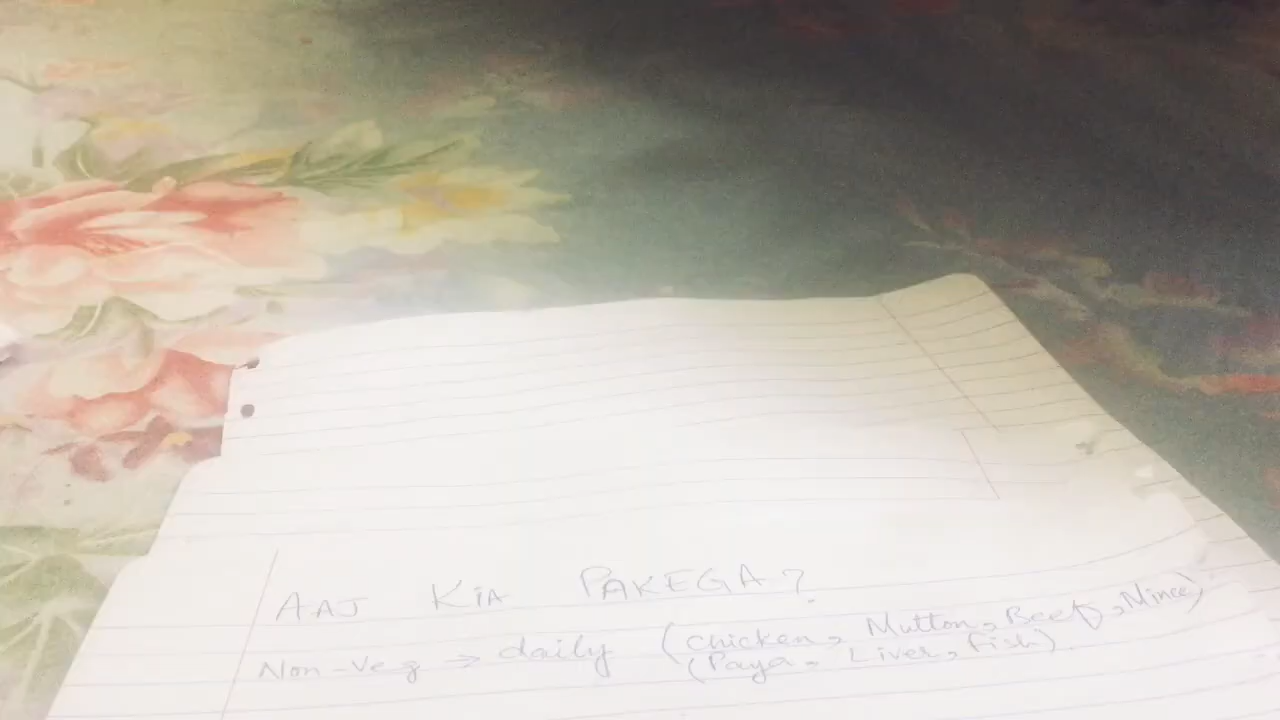 AAJ KIA PAKEGA?
Non-veg → daily (chicken, Mutton, Beef, Mince)
(Paya, Liver, fish).